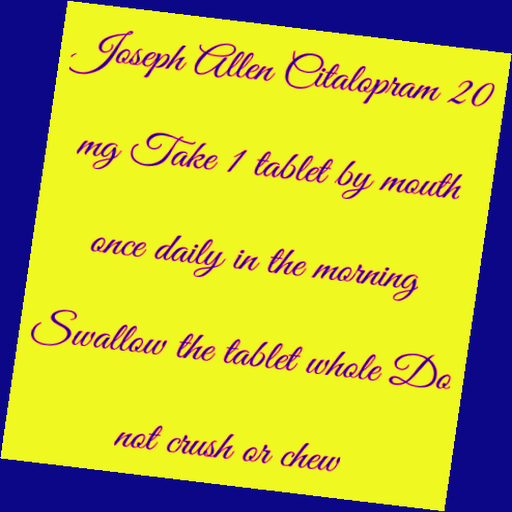 Joseph Allen Citalopram 20
mg Take 1 tablet by mouth
once daily in the morning
Swallow the tablet whole Do
not crush or chew